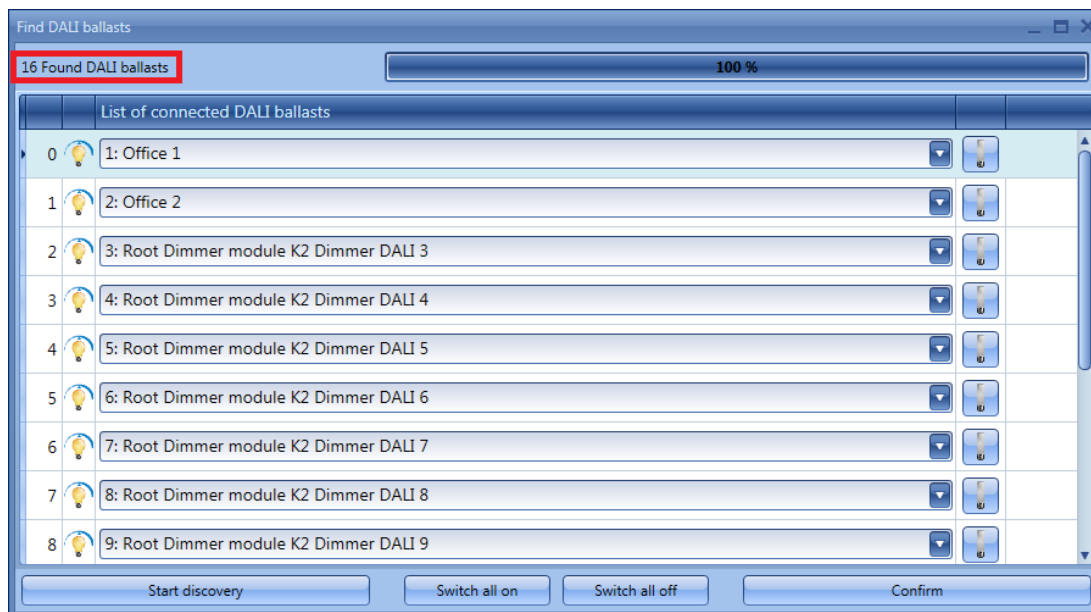 Find DALI ballasts
16 Found DALI ballasts
100 %
List of connected DALI ballasts
0 1: Office 1
1 2: Office 2
2 3: Root Dimmer module K2 Dimmer DALI 3
3 4: Root Dimmer module K2 Dimmer DALI 4
4 5: Root Dimmer module K2 Dimmer DALI 5
5 6: Root Dimmer module K2 Dimmer DALI 6
6 7: Root Dimmer module K2 Dimmer DALI 7
7 8: Root Dimmer module K2 Dimmer DALI 8
8 9: Root Dimmer module K2 Dimmer DALI 9
Start discovery Switch all on Switch all off Confirm